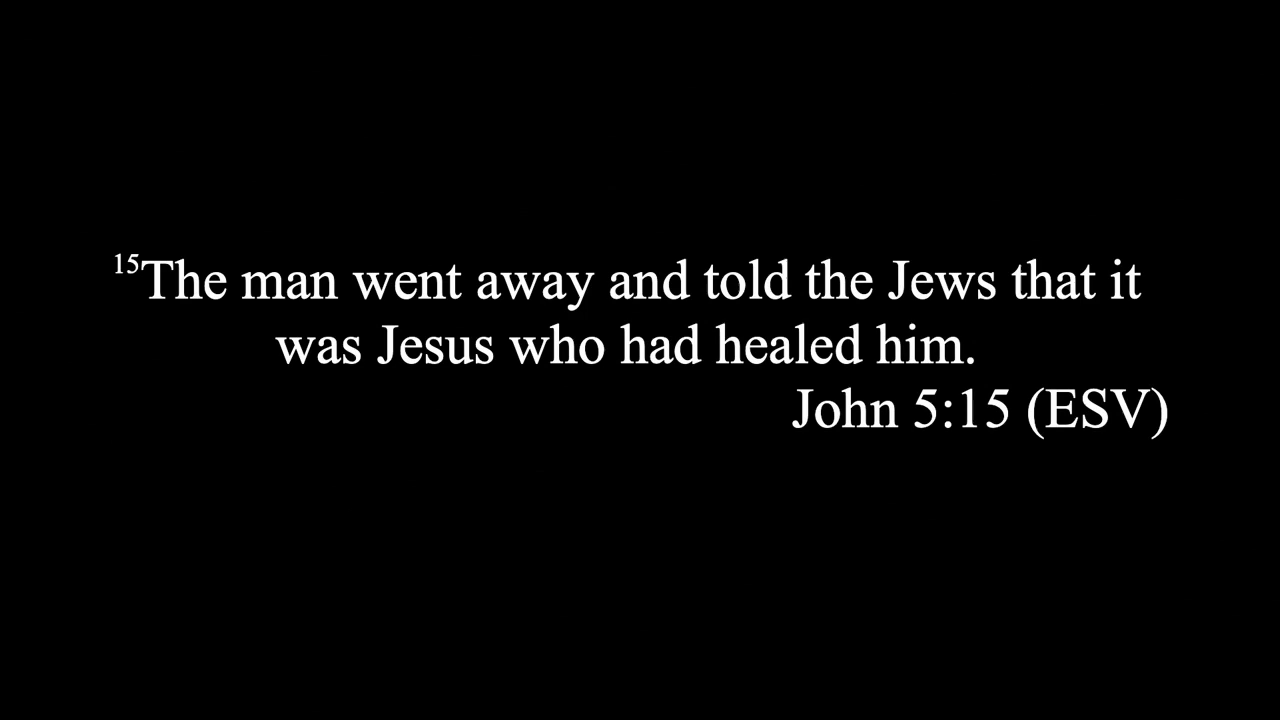 15The man went away and told the Jews that it
was Jesus who had healed him.
John 5:15 (ESV)